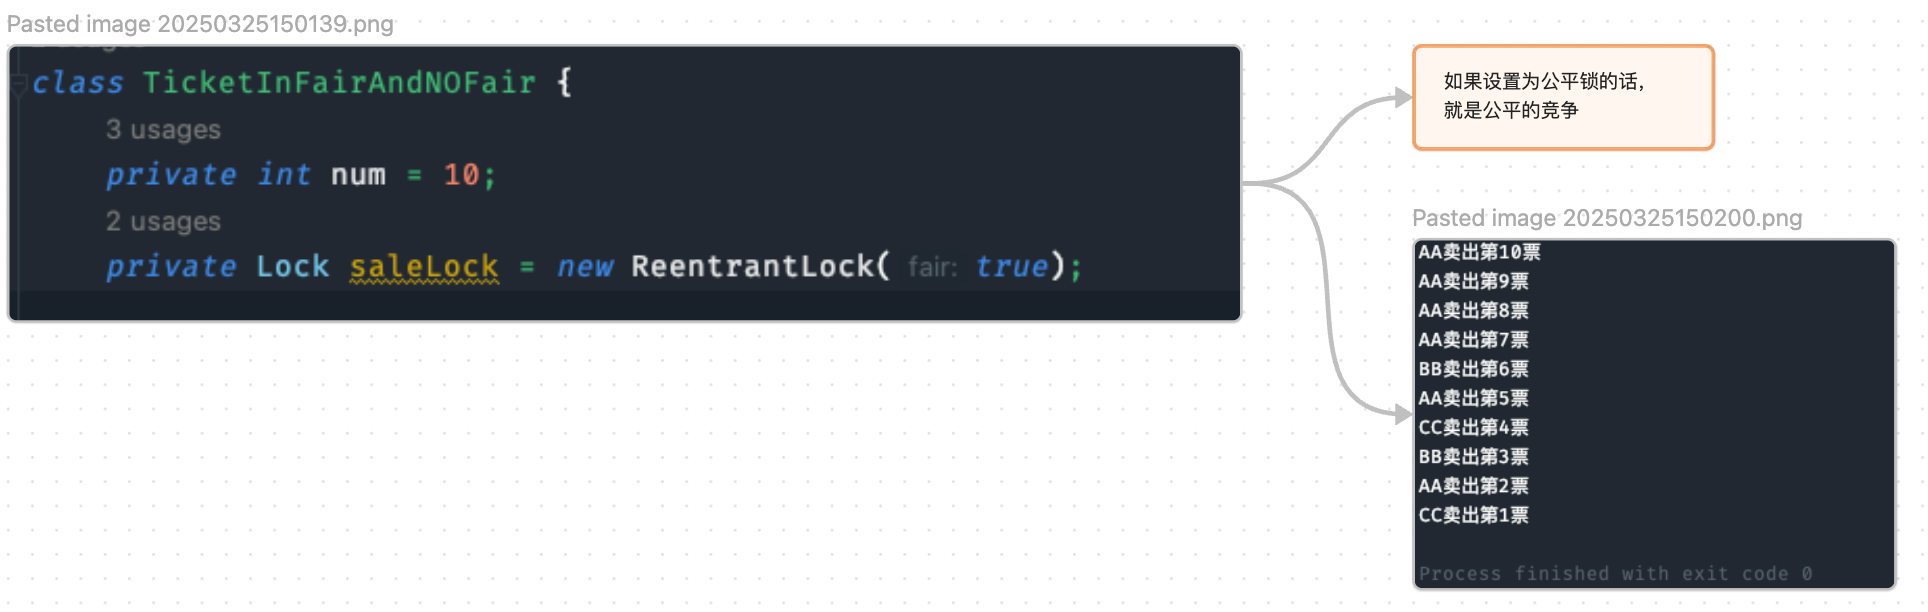 Pasted image 20250325150139.png
class TicketInFairAndNOFair {
3 usages
private int num = 10;
2 usages
private Lock saleLock = new ReentrantLock( fair: true);
如果设置为公平锁的话，
就是公平的竞争
Pasted image 20250325150200.png
AA卖出第10票
AA卖出第9票
AA卖出第8票
AA卖出第7票
BB卖出第6票
AA卖出第5票
CC卖出第4票
BB卖出第3票
AA卖出第2票
CC卖出第1票
Process finished with exit code 0